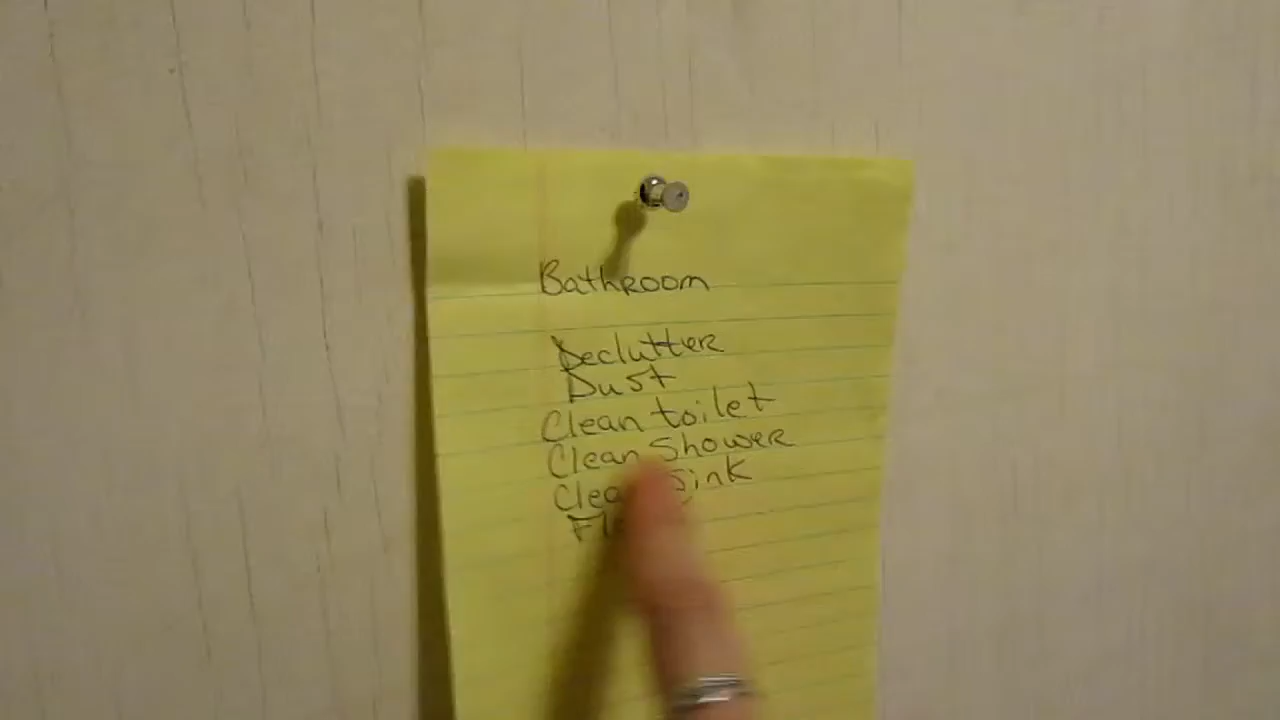 Bathroom
Declutter
Dust
Clean toilet
Clean Shower
Sink